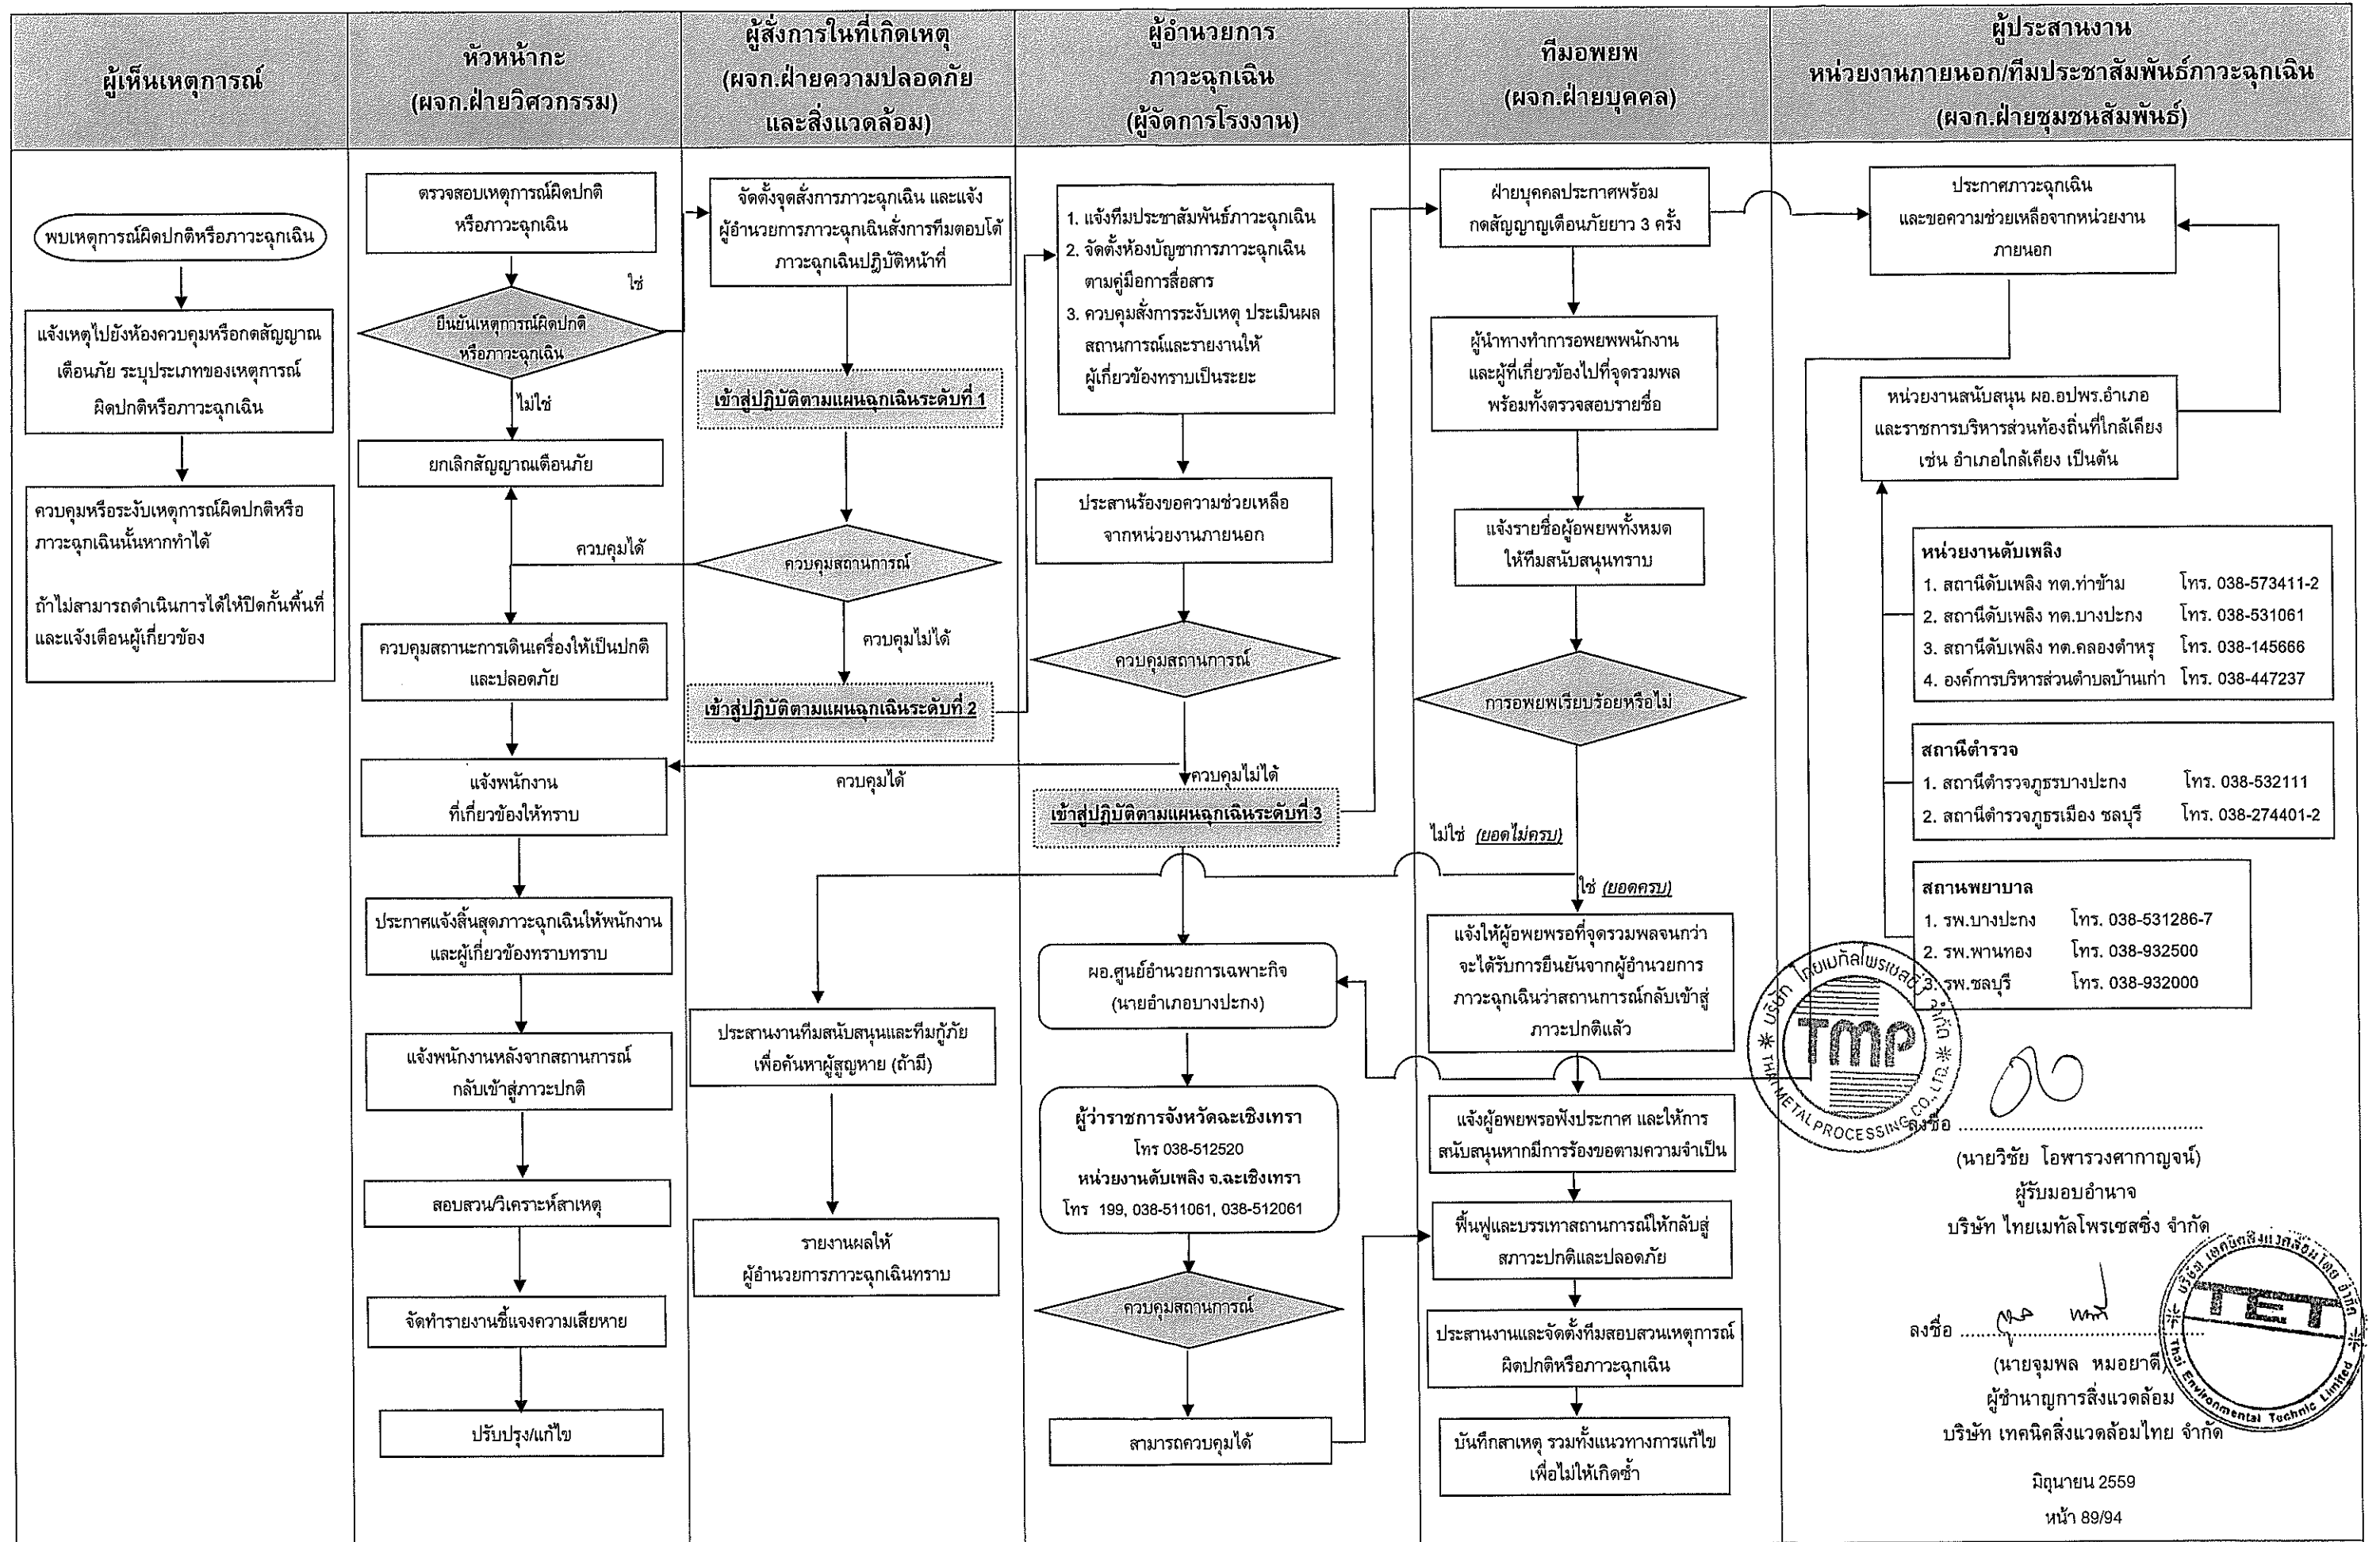 ผู้เห็นเหตุการณ์
หัวหน้ากะ
(ผจก.ฝ่ายวิศวกรรม)
ผู้สั่งการในที่เกิดเหตุ
(ผจก.ฝ่ายความปลอดภัย
และสิ่งแวดล้อม)
ผู้อำนวยการ
ภาวะฉุกเฉิน
(ผู้จัดการโรงงาน)
ทีมอพยพ
(ผจก.ฝ่ายบุคคล)
ผู้ประสานงาน
หน่วยงานภายนอก/ทีมประชาสัมพันธ์ภาวะฉุกเฉิน
(ผจก.ฝ่ายชุมชนสัมพันธ์)
พบเหตุการณ์ผิดปกติหรือภาวะฉุกเฉิน
แจ้งเหตุไปยังห้องควบคุมหรือกดสัญญาณ
เตือนภัย ระบุประเภทของเหตุการณ์
ผิดปกติหรือภาวะฉุกเฉิน
ควบคุมหรือระงับเหตุการณ์ผิดปกติหรือ
ภาวะฉุกเฉินนั้นหากทำได้
ถ้าไม่สามารถดำเนินการได้ให้ปิดกั้นพื้นที่
และแจ้งเตือนผู้เกี่ยวข้อง
ตรวจสอบเหตุการณ์ผิดปกติ
หรือภาวะฉุกเฉิน
ใช่
ยืนยันเหตุการณ์ผิดปกติ
หรือภาวะฉุกเฉิน
ไม่ใช่
ยกเลิกสัญญาณเตือนภัย
ควบคุมได้
ควบคุมสถานะการเดินเครื่องให้เป็นปกติ
และปลอดภัย
แจ้งพนักงาน
ที่เกี่ยวข้องให้ทราบ
ประกาศแจ้งสิ้นสุดภาวะฉุกเฉินให้พนักงาน
และผู้เกี่ยวข้องทราบทราบ
แจ้งพนักงานหลังจากสถานการณ์
กลับเข้าสู่ภาวะปกติ
สอบสวน/วิเคราะห์สาเหตุ
จัดทำรายงานชี้แจงความเสียหาย
ปรับปรุง/แก้ไข
จัดตั้งจุดสั่งการภาวะฉุกเฉิน และแจ้ง
ผู้อำนวยการภาวะฉุกเฉินสั่งการทีมตอบโต้
ภาวะฉุกเฉินปฏิบัติหน้าที่
เข้าสู่ปฏิบัติตามแผนฉุกเฉินระดับที่ 1
ควบคุมสถานการณ์
ควบคุมไม่ได้
เข้าสู่ปฏิบัติตามแผนฉุกเฉินระดับที่ 2
ควบคุมได้
ประสานงานทีมสนับสนุนและทีมกู้ภัย
เพื่อค้นหาผู้สูญหาย (ถ้ามี)
รายงานผลให้
ผู้อำนวยการภาวะฉุกเฉินทราบ
1. แจ้งทีมประชาสัมพันธ์ภาวะฉุกเฉิน
2. จัดตั้งห้องบัญชาการภาวะฉุกเฉิน
ตามคู่มือการสื่อสาร
3. ควบคุมสั่งการระงับเหตุ ประเมินผล
สถานการณ์และรายงานให้
ผู้เกี่ยวข้องทราบเป็นระยะ
ประสานร้องขอความช่วยเหลือ
จากหน่วยงานภายนอก
ควบคุมสถานการณ์
ควบคุมไม่ได้
เข้าสู่ปฏิบัติตามแผนฉุกเฉินระดับที่ 3
ผอ.ศูนย์อำนวยการเฉพาะกิจ
(นายอำเภอบางปะกง)
ผู้ว่าราชการจังหวัดฉะเชิงเทรา
โทร 038-512520
หน่วยงานดับเพลิง จ.ฉะเชิงเทรา
โทร 199, 038-511061, 038-512061
ควบคุมสถานการณ์
สามารถควบคุมได้
ฝ่ายบุคคลประกาศพร้อม
กดสัญญาญเตือนภัยยาว 3 ครั้ง
ผู้นำทางทำการอพยพพนักงาน
และผู้ที่เกี่ยวข้องไปที่จุดรวมพล
พร้อมทั้งตรวจสอบรายชื่อ
แจ้งรายชื่อผู้อพยพทั้งหมด
ให้ทีมสนับสนุนทราบ
การอพยพเรียบร้อยหรือไม่
ไม่ใช่ (ยอดไม่ครบ)
ใช่ (ยอดครบ)
แจ้งให้ผู้อพยพรอที่จุดรวมพลจนกว่า
จะได้รับการยืนยันจากผู้อำนวยการ
ภาวะฉุกเฉินว่าสถานการณ์กลับเข้าสู่
ภาวะปกติแล้ว
แจ้งผู้อพยพรอฟังประกาศ และให้การ
สนับสนุนหากมีการร้องขอตามความจำเป็น
ฟื้นฟูและบรรเทาสถานการณ์ให้กลับสู่
สภาวะปกติและปลอดภัย
ประสานงานและจัดตั้งทีมสอบสวนเหตุการณ์
ผิดปกติหรือภาวะฉุกเฉิน
บันทึกสาเหตุ รวมทั้งแนวทางการแก้ไข
เพื่อไม่ให้เกิดซ้ำ
ประกาศภาวะฉุกเฉิน
และขอความช่วยเหลือจากหน่วยงาน
ภายนอก
หน่วยงานสนับสนุน ผอ.อปพร.อำเภอ
และราชการบริหารส่วนท้องถิ่นที่ใกล้เคียง
เช่น อำเภอใกล้เคียง เป็นต้น
หน่วยงานดับเพลิง
1. สถานีดับเพลิง ทต.ท่าข้าม โทร. 038-573411-2
2. สถานีดับเพลิง ทต.บางปะกง โทร. 038-531061
3. สถานีดับเพลิง ทต.คลองตำหรุ โทร. 038-145666
4. องค์การบริหารส่วนตำบลบ้านเก่า โทร. 038-447237
สถานีตำรวจ
1. สถานีตำรวจภูธรบางปะกง โทร. 038-532111
2. สถานีตำรวจภูธรเมือง ชลบุรี โทร. 038-274401-2
สถานพยาบาล
1. รพ.บางปะกง โทร. 038-531286-7
2. รพ.พานทอง โทร. 038-932500
3. รพ.ชลบุรี โทร. 038-932000
บริษัท ไทยเมทัลโพรเซสซิ่ง จำกัด
TMP
THAI METAL PROCESSING CO., LTD.
ลงชื่อ
(นายวิชัย โอพารวงศากาญจน์)
ผู้รับมอบอำนาจ
บริษัท ไทยเมทัลโพรเซสซิ่ง จำกัด
บริษัท เทคนิคสิ่งแวดล้อมไทย จำกัด
TET
Thai Environmental Technic Limited
ลงชื่อ
(นายจุมพล หมอยาดี)
ผู้ชำนาญการสิ่งแวดล้อม
บริษัท เทคนิคสิ่งแวดล้อมไทย จำกัด
มิถุนายน 2559
หน้า 89/94